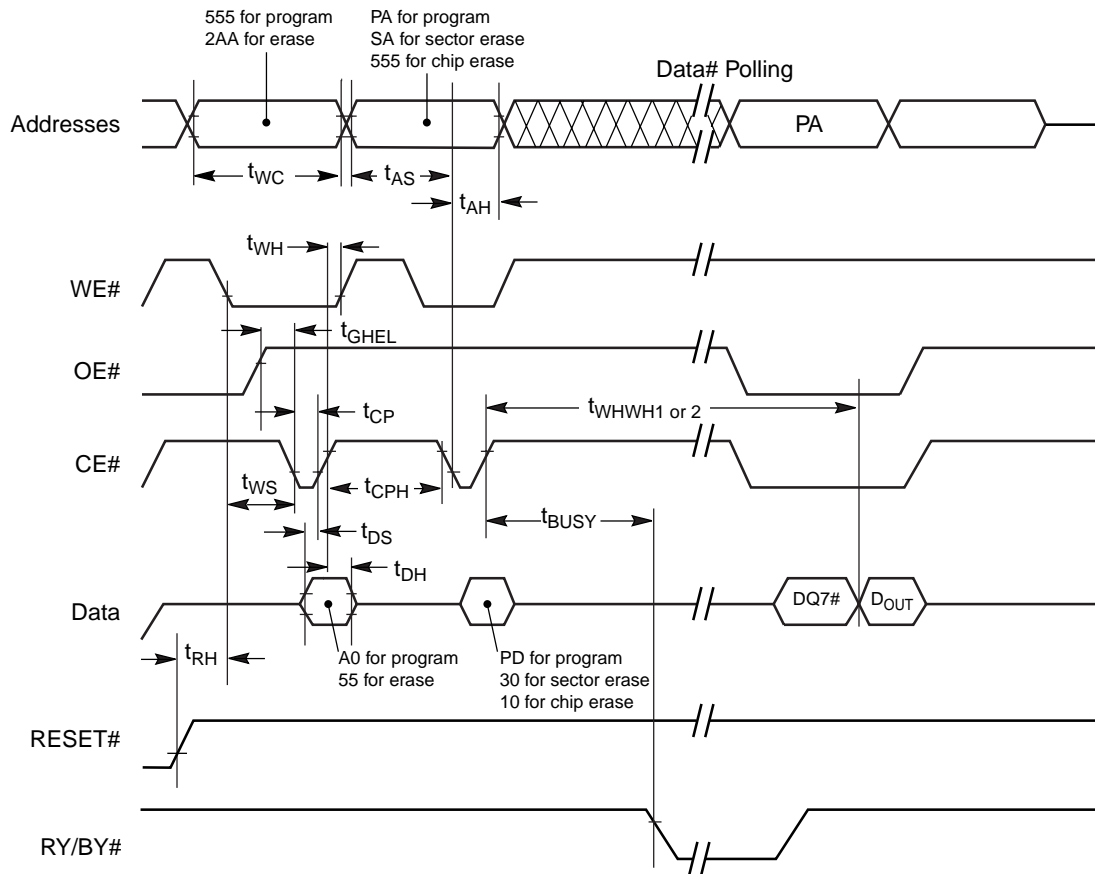 555 for program
2AA for erase
PA for program
SA for sector erase
555 for chip erase
Data# Polling
Addresses
PA
tWC
tAS
tAH
tWH
WE#
tGHEL
OE#
tWHWH1 or 2
tCP
CE#
tWS
tCPH
tBUSY
tDS
tDH
Data
DQ7#
DOUT
tRH
A0 for program
55 for erase
PD for program
30 for sector erase
10 for chip erase
RESET#
RY/BY#